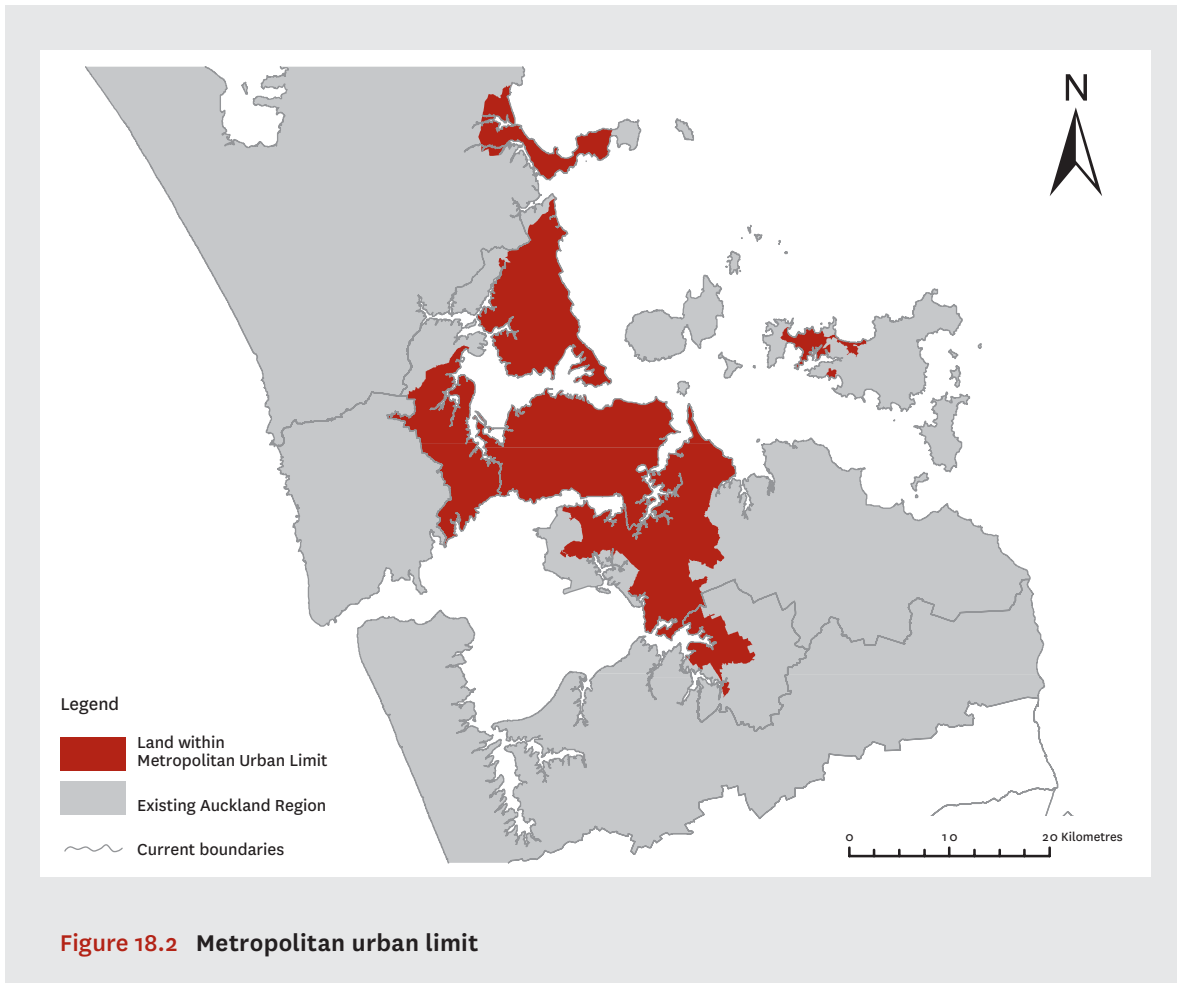 N
Legend
Land within
Metropolitan Urban Limit
Existing Auckland Region
Current boundaries
0 10 20 Kilometres
Figure 18.2 Metropolitan urban limit